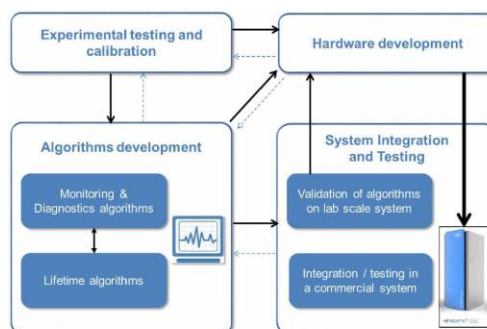 Experimental testing and
calibration
Hardware development
Algorithms development
Monitoring &
Diagnostics algorithms
Lifetime algorithms
System Integration
and Testing
Validation of algorithms
on lab scale system
Integration / testing in
a commercial system